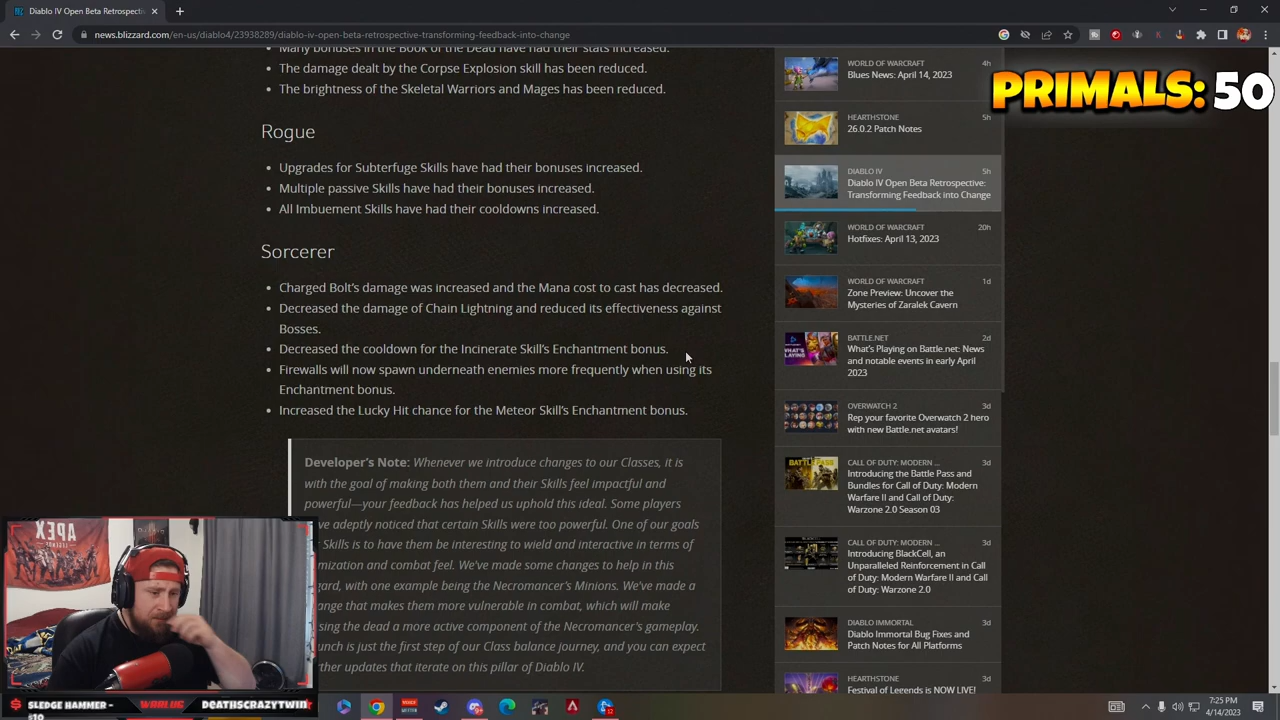 Diablo IV Open Beta Retrospectiv
news.blizzard.com/en-us/diablo4/23938289/diablo-iv-open-beta-retrospective-transforming-feedback-into-change
Many bonuses in the Book of the Dead have had their stats increased.
The damage dealt by the Corpse Explosion skill has been reduced.
The brightness of the Skeletal Warriors and Mages has been reduced.
Rogue
Upgrades for Subterfuge Skills have had their bonuses increased.
Multiple passive Skills have had their bonuses increased.
All Imbuement Skills have had their cooldowns increased.
Sorcerer
Charged Bolt's damage was increased and the Mana cost to cast has decreased.
Decreased the damage of Chain Lightning and reduced its effectiveness against
Bosses.
Decreased the cooldown for the Incinerate Skill's Enchantment bonus.
Firewalls will now spawn underneath enemies more frequently when using its
Enchantment bonus.
Increased the Lucky Hit chance for the Meteor Skill's Enchantment bonus.
Developer's Note: Whenever we introduce changes to our Classes, it is
with the goal of making both them and their Skills feel impactful and
powerful—your feedback has helped us uphold this ideal. Some players
ve adeptly noticed that certain Skills were too powerful. One of our goals
Skills is to have them be interesting to wield and interactive in terms of
mization and combat feel. We've made some changes to help in this
gard, with one example being the Necromancer's Minions. We've made a
ange that makes them more vulnerable in combat, which will make
sing the dead a more active component of the Necromancer's gameplay.
unch is just the first step of our Class balance journey, and you can expect
rther updates that iterate on this pillar of Diablo IV.
WORLD OF WARCRAFT 4h
Blues News: April 14, 2023
HEARTHSTONE 5h
26.0.2 Patch Notes
DIABLO IV 5h
Diablo IV Open Beta Retrospective:
Transforming Feedback into Change
WORLD OF WARCRAFT 20h
Hotfixes: April 13, 2023
WORLD OF WARCRAFT 1d
Zone Preview: Uncover the
Mysteries of Zaralek Cavern
BATTLE.NET 2d
What's Playing on Battle.net: News
and notable events in early April
2023
OVERWATCH 2 3d
Rep your favorite Overwatch 2 hero
with new Battle.net avatars!
CALL OF DUTY: MODERN ... 3d
Introducing the Battle Pass and
Bundles for Call of Duty: Modern
Warfare II and Call of Duty:
Warzone 2.0 Season 03
CALL OF DUTY: MODERN ... 3d
Introducing BlackCell, an
Unparalleled Reinforcement in Call
of Duty: Modern Warfare II and Call
of Duty: Warzone 2.0
DIABLO IMMORTAL 3d
Diablo Immortal Bug Fixes and
Patch Notes for All Platforms
HEARTHSTONE 3d
Festival of Legends is NOW LIVE!
PRIMALS: 50
APEX
SLEDGE HAMMER -
$10
WARLUG
DEATHSCRAZYTWIN
7:25 PM
4/14/2023